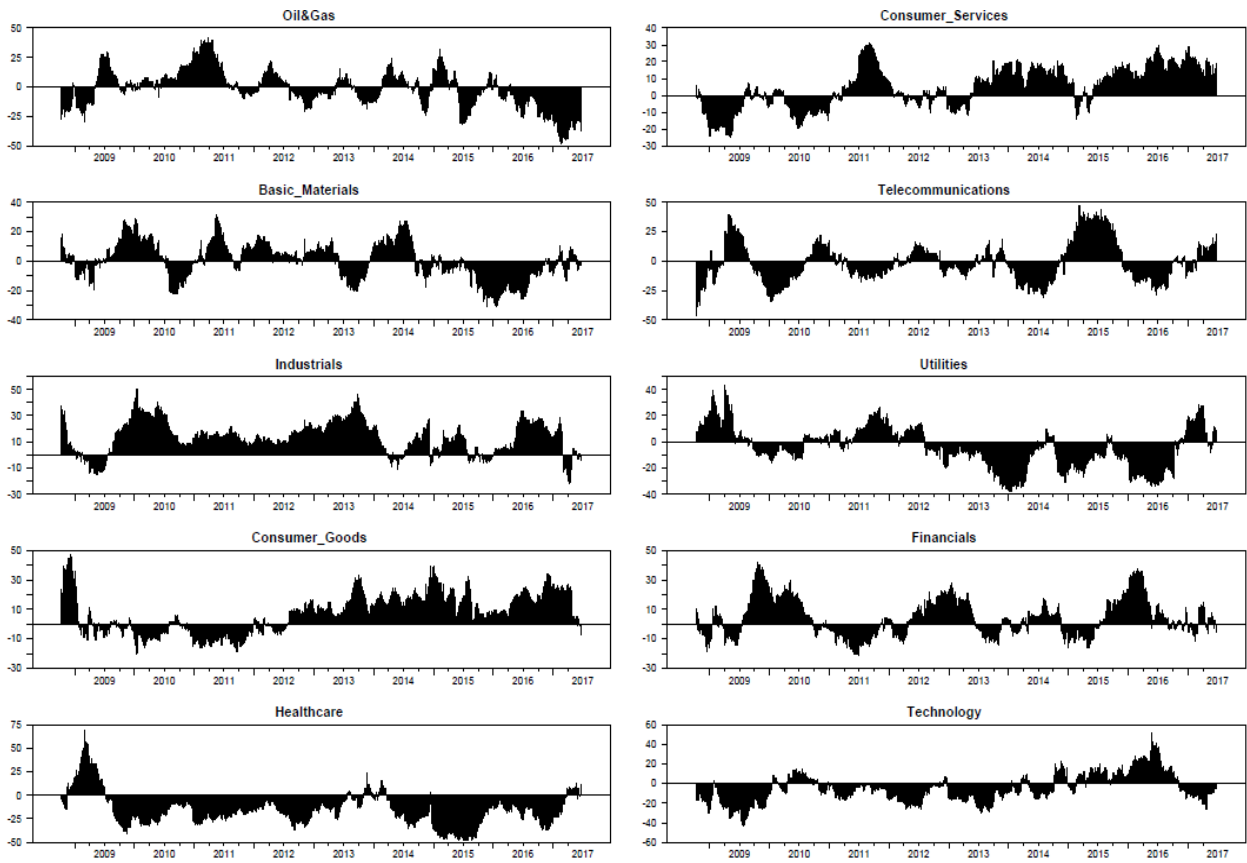 Oil&Gas
50
25
0
-25
-50
2009 2010 2011 2012 2013 2014 2015 2016 2017
Consumer_Services
40
30
20
10
0
-10
-20
-30
2009 2010 2011 2012 2013 2014 2015 2016 2017
Basic_Materials
40
20
0
-20
-40
2009 2010 2011 2012 2013 2014 2015 2016 2017
Telecommunications
50
25
0
-25
-50
2009 2010 2011 2012 2013 2014 2015 2016 2017
Industrials
50
30
10
-10
-30
2009 2010 2011 2012 2013 2014 2015 2016 2017
Utilities
40
20
0
-20
-40
2009 2010 2011 2012 2013 2014 2015 2016 2017
Consumer_Goods
50
30
10
-10
-30
2009 2010 2011 2012 2013 2014 2015 2016 2017
Financials
50
30
10
-10
-30
2009 2010 2011 2012 2013 2014 2015 2016 2017
Healthcare
75
50
25
0
-25
-50
2009 2010 2011 2012 2013 2014 2015 2016 2017
Technology
60
40
20
0
-20
-40
-60
2009 2010 2011 2012 2013 2014 2015 2016 2017